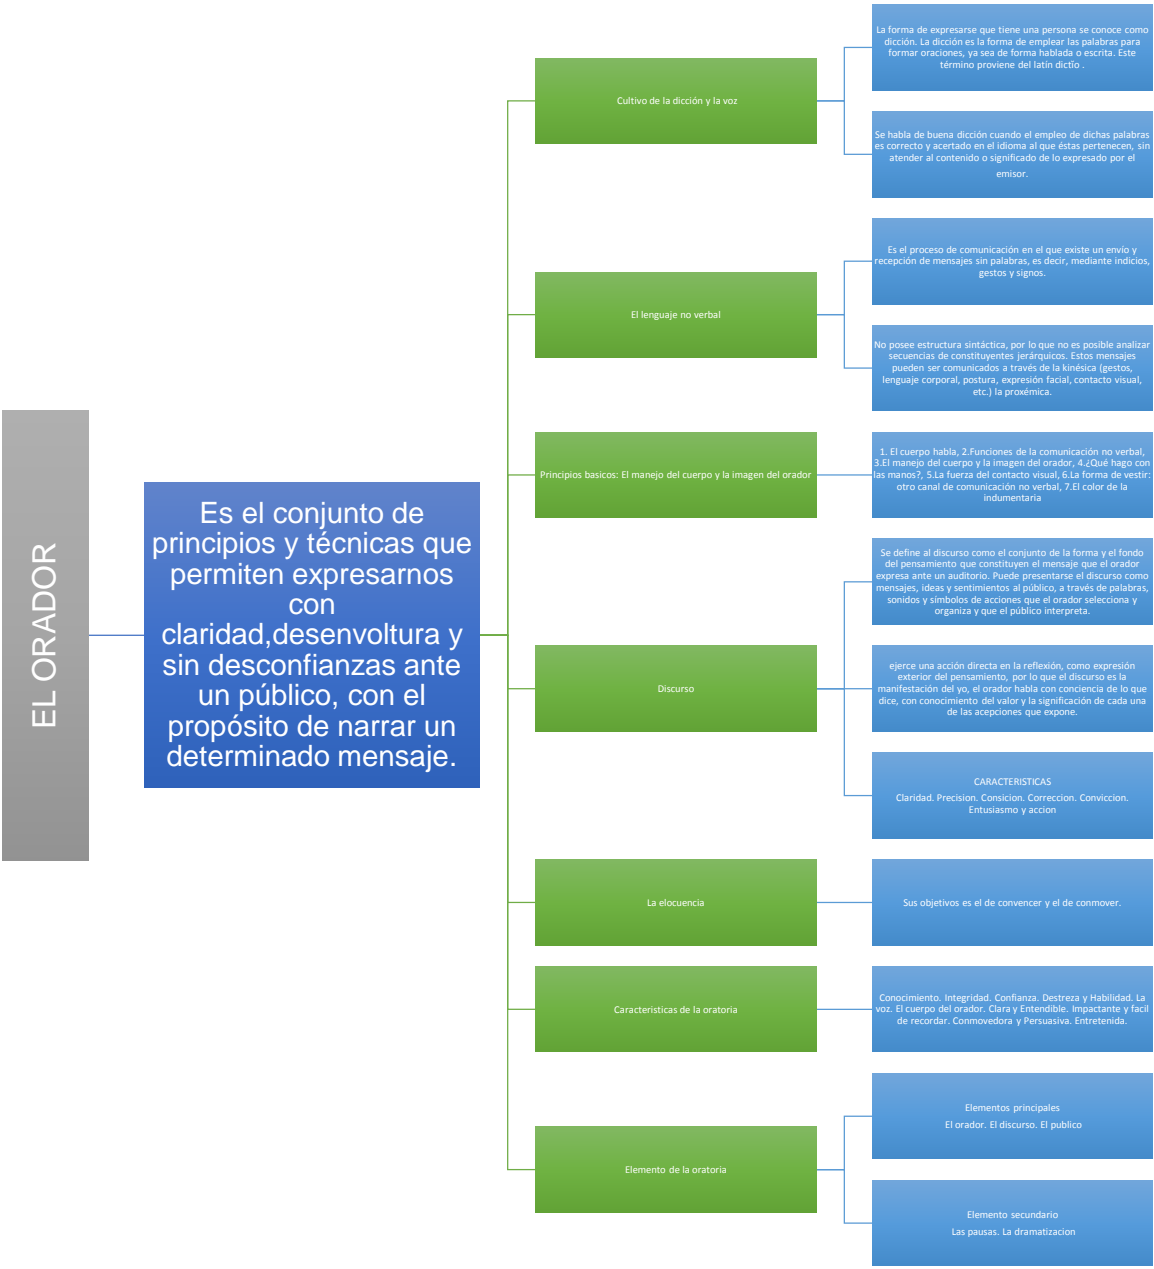 EL ORADOR
Es el conjunto de
principios y técnicas que
permiten expresarnos
con
claridad,desenvoltura y
sin desconfianzas ante
un público, con el
propósito de narrar un
determinado mensaje.
Cultivo de la dicción y la voz
La forma de expresarse que tiene una persona se conoce como
dicción. La dicción es la forma de emplear las palabras para
formar oraciones, ya sea de forma hablada o escrita. Este
término proviene del latín dictĭo .
Se habla de buena dicción cuando el empleo de dichas palabras
es correcto y acertado en el idioma al que éstas pertenecen, sin
atender al contenido o significado de lo expresado por el
emisor.
El lenguaje no verbal
Es el proceso de comunicación en el que existe un envío y
recepción de mensajes sin palabras, es decir, mediante indicios,
gestos y signos.
No posee estructura sintáctica, por lo que no es posible analizar
secuencias de constituyentes jerárquicos. Estos mensajes
pueden ser comunicados a través de la kinésica (gestos,
lenguaje corporal, postura, expresión facial, contacto visual,
etc.) la proxémica.
Principios basicos: El manejo del cuerpo y la imagen del orador
1. El cuerpo habla, 2.Funciones de la comunicación no verbal,
3.El manejo del cuerpo y la imagen del orador, 4.¿Qué hago con
las manos?, 5.La fuerza del contacto visual, 6.La forma de vestir:
otro canal de comunicación no verbal, 7.El color de la
indumentaria
Discurso
Se define al discurso como el conjunto de la forma y el fondo
del pensamiento que constituyen el mensaje que el orador
expresa ante un auditorio. Puede presentarse el discurso como
mensajes, ideas y sentimientos al público, a través de palabras,
sonidos y símbolos de acciones que el orador selecciona y
organiza y que el público interpreta.
ejerce una acción directa en la reflexión, como expresión
exterior del pensamiento, por lo que el discurso es la
manifestación del yo, el orador habla con conciencia de lo que
dice, con conocimiento del valor y la significación de cada una
de las acepciones que expone.
CARACTERISTICAS
Claridad. Precision. Consicion. Correccion. Conviccion.
Entusiasmo y accion
La elocuencia
Sus objetivos es el de convencer y el de conmover.
Caracteristicas de la oratoria
Conocimiento. Integridad. Confianza. Destreza y Habilidad. La
voz. El cuerpo del orador. Clara y Entendible. Impactante y facil
de recordar. Conmovedora y Persuasiva. Entretenida.
Elemento de la oratoria
Elementos principales
El orador. El discurso. El publico
Elemento secundario
Las pausas. La dramatizacion